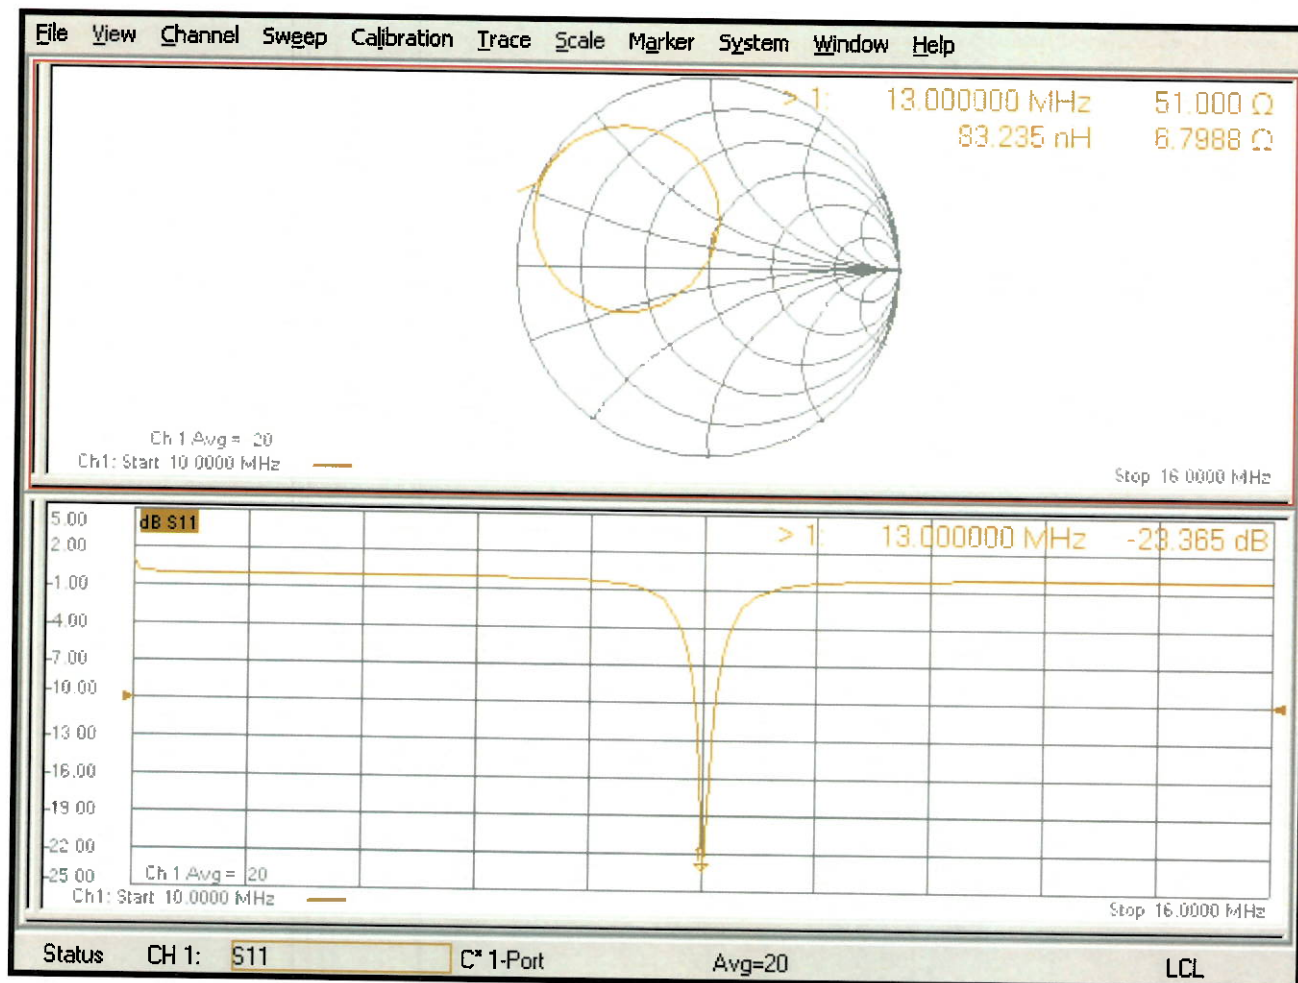 File View Channel Sweep Calibration Trace Scale Marker System Window Help
> 1: 13.000000 MHz 51.000 Ω
83.235 nH 6.7988 Ω
Ch 1 Avg = 20
Ch1: Start 10.0000 MHz
Stop 16.0000 MHz
5.00
dB S11
> 1: 13.000000 MHz -23.365 dB
2.00
-1.00
-4.00
-7.00
-10.00
-13.00
-16.00
-19.00
-22.00
-25.00
Ch 1 Avg = 20
Ch1: Start 10.0000 MHz
Stop 16.0000 MHz
Status CH 1: S11 C* 1-Port Avg=20 LCL